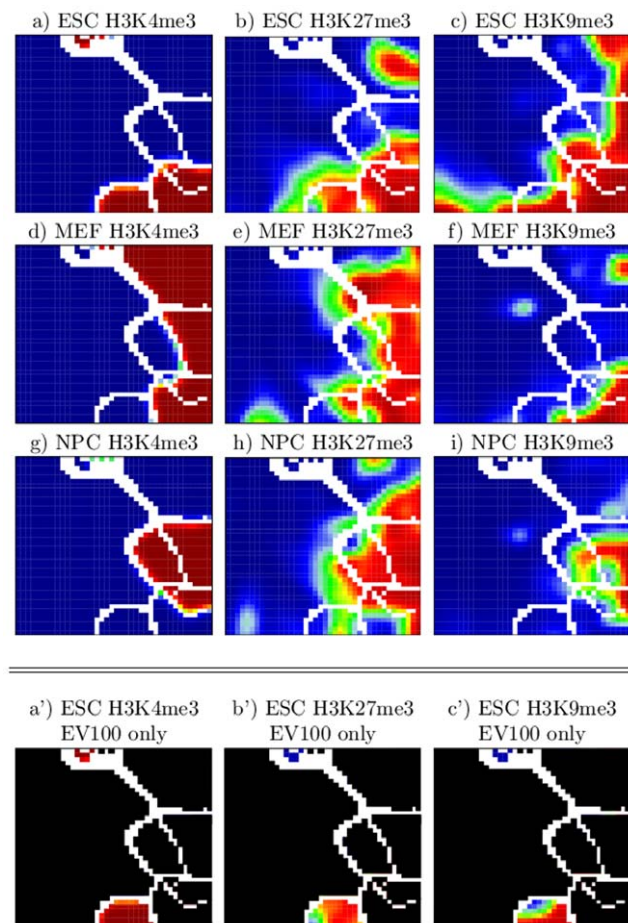 a) ESC H3K4me3 b) ESC H3K27me3 c) ESC H3K9me3
d) MEF H3K4me3 e) MEF H3K27me3 f) MEF H3K9me3
g) NPC H3K4me3 h) NPC H3K27me3 i) NPC H3K9me3
a') ESC H3K4me3 b') ESC H3K27me3 c') ESC H3K9me3
EV100 only EV100 only EV100 only